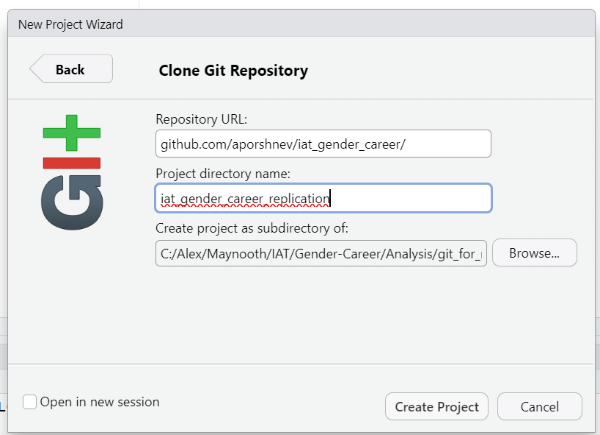 New Project Wizard
Back
Clone Git Repository
git
Repository URL:
github.com/aporshnev/iat_gender_career/
Project directory name:
iat_gender_career_replication
Create project as subdirectory of:
C:/Alex/Maynooth/IAT/Gender-Career/Analysis/git_for_
Browse...
Open in new session
Create Project
Cancel